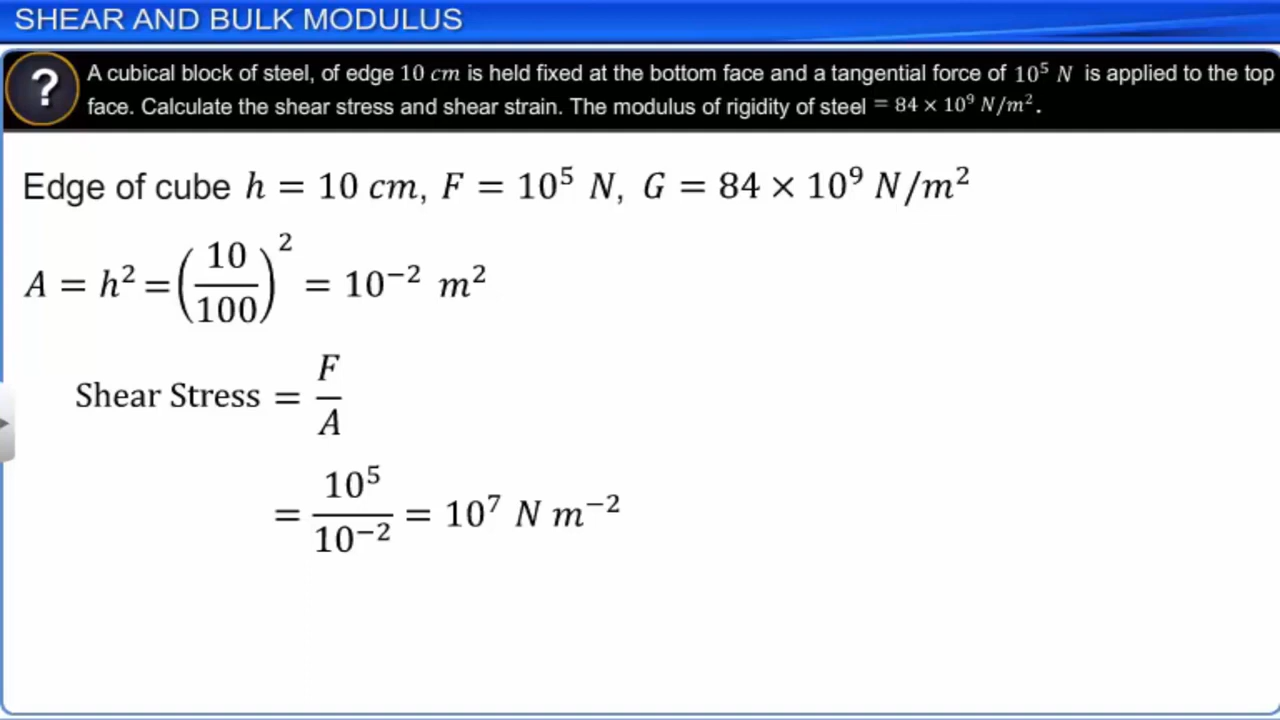 SHEAR AND BULK MODULUS
? A cubical block of steel, of edge 10 cm is held fixed at the bottom face and a tangential force of 10⁵ N is applied to the top
face. Calculate the shear stress and shear strain. The modulus of rigidity of steel = 84 × 10⁹ N/m².
Edge of cube h = 10 cm, F = 10⁵ N, G = 84 × 10⁹ N/m²
A = h² = (10/100)² = 10⁻² m²
Shear Stress = F/A
= 10⁵/10⁻² = 10⁷ N m⁻²